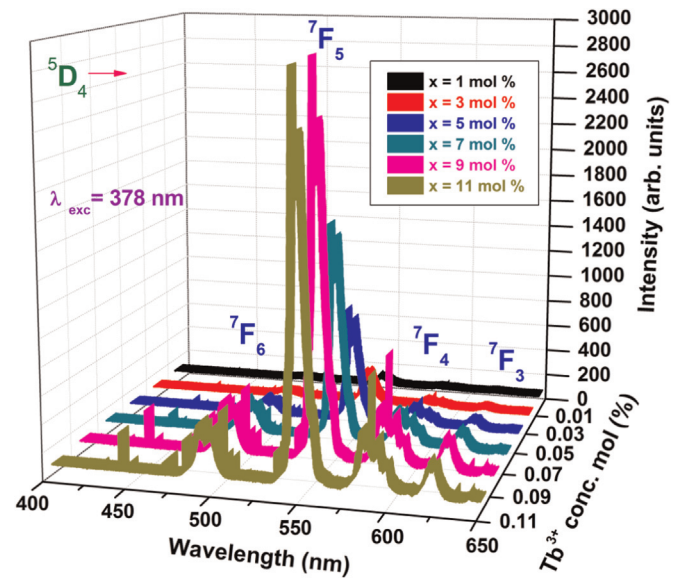 ⁷F₅
⁵D₄
λ exc = 378 nm
x = 1 mol %
x = 3 mol %
x = 5 mol %
x = 7 mol %
x = 9 mol %
x = 11 mol %
⁷F₆
⁷F₄
⁷F₃
3000
2800
2600
2400
2200
2000
1800
1600
1400
1200
1000
800
600
400
200
0
Intensity (arb. units)
0.01
0.03
0.05
0.07
0.09
0.11
Tb³⁺ conc. mol (%)
400
450
500
550
600
650
Wavelength (nm)